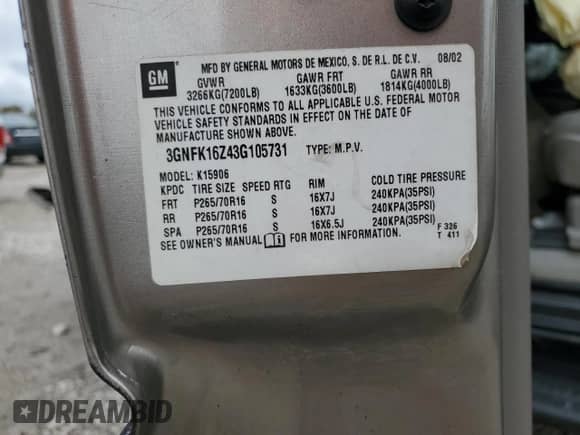 GM
MFD BY GENERAL MOTORS DE MEXICO, S. DE R.L. DE C.V. 08/02
GVWR GAWR FRT GAWR RR
3266KG(7200LB) 1633KG(3600LB) 1814KG(4000LB)
THIS VEHICLE CONFORMS TO ALL APPLICABLE U.S. FEDERAL MOTOR
VEHICLE SAFETY STANDARDS IN EFFECT ON THE DATE OF
MANUFACTURE SHOWN ABOVE.
3GNFK16Z43G105731 TYPE: M.P.V.
MODEL: K15906
KPDC TIRE SIZE SPEED RTG RIM COLD TIRE PRESSURE
FRT P265/70R16 S 16X7J 240KPA(35PSI)
RR P265/70R16 S 16X7J 240KPA(35PSI)
SPA P265/70R16 S 16X6.5J 240KPA(35PSI)
SEE OWNER'S MANUAL FOR MORE INFORMATION. F 326
T 411
DREAMBID